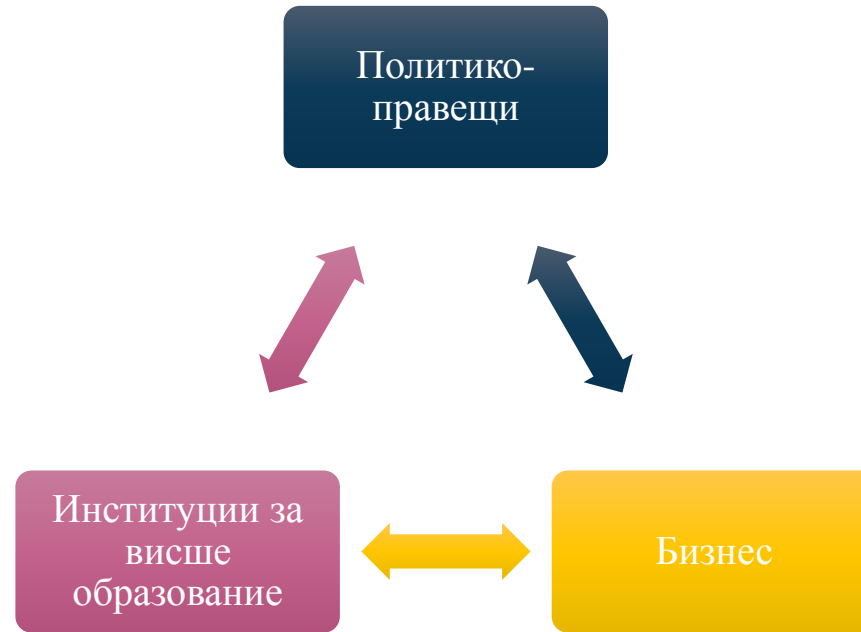 Политико-
правещи
Институции за
висше
образование
Бизнес